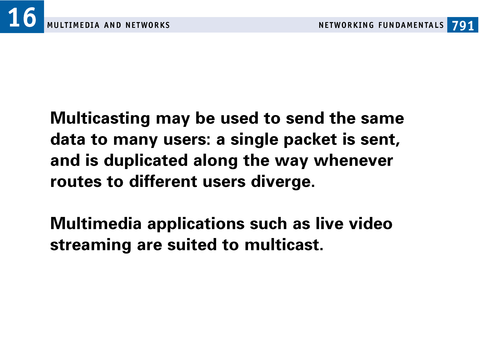 16
MULTIMEDIA AND NETWORKS
NETWORKING FUNDAMENTALS
791
Multicasting may be used to send the same
data to many users: a single packet is sent,
and is duplicated along the way whenever
routes to different users diverge.
Multimedia applications such as live video
streaming are suited to multicast.